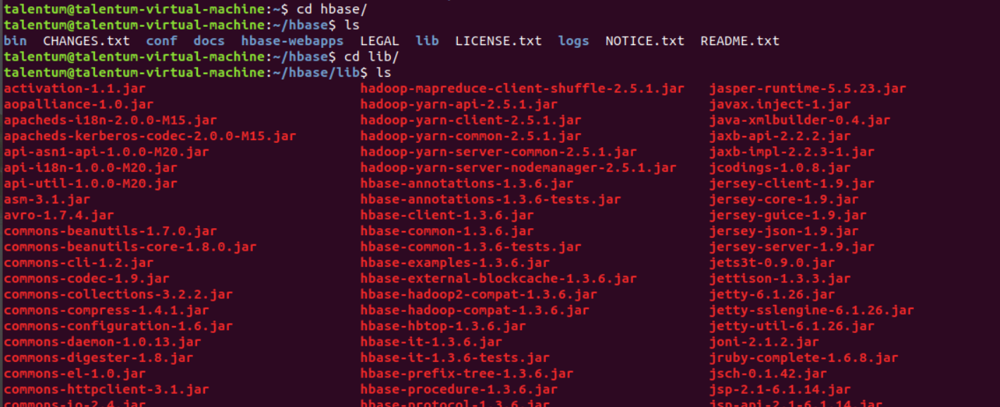 talentum@talentum-virtual-machine:~$ cd hbase/
talentum@talentum-virtual-machine:~/hbase$ ls
bin CHANGES.txt conf docs hbase-webapps LEGAL lib LICENSE.txt logs NOTICE.txt README.txt
talentum@talentum-virtual-machine:~/hbase$ cd lib/
talentum@talentum-virtual-machine:~/hbase/lib$ ls
activation-1.1.jar hadoop-mapreduce-client-shuffle-2.5.1.jar jasper-runtime-5.5.23.jar
aopalliance-1.0.jar hadoop-yarn-api-2.5.1.jar javax.inject-1.jar
apacheds-i18n-2.0.0-M15.jar hadoop-yarn-client-2.5.1.jar java-xmlbuilder-0.4.jar
apacheds-kerberos-codec-2.0.0-M15.jar hadoop-yarn-common-2.5.1.jar jaxb-api-2.2.2.jar
api-asn1-api-1.0.0-M20.jar hadoop-yarn-server-common-2.5.1.jar jaxb-impl-2.2.3-1.jar
api-i18n-1.0.0-M20.jar hadoop-yarn-server-nodemanager-2.5.1.jar jcodings-1.0.8.jar
api-util-1.0.0-M20.jar hbase-annotations-1.3.6.jar jersey-client-1.9.jar
asm-3.1.jar hbase-annotations-1.3.6-tests.jar jersey-core-1.9.jar
avro-1.7.4.jar hbase-client-1.3.6.jar jersey-guice-1.9.jar
commons-beanutils-1.7.0.jar hbase-common-1.3.6.jar jersey-json-1.9.jar
commons-beanutils-core-1.8.0.jar hbase-common-1.3.6-tests.jar jersey-server-1.9.jar
commons-cli-1.2.jar hbase-examples-1.3.6.jar jets3t-0.9.0.jar
commons-codec-1.9.jar hbase-external-blockcache-1.3.6.jar jettison-1.3.3.jar
commons-collections-3.2.2.jar hbase-hadoop2-compat-1.3.6.jar jetty-6.1.26.jar
commons-compress-1.4.1.jar hbase-hadoop-compat-1.3.6.jar jetty-sslengine-6.1.26.jar
commons-configuration-1.6.jar hbase-hbtop-1.3.6.jar jetty-util-6.1.26.jar
commons-daemon-1.0.13.jar hbase-it-1.3.6.jar joni-2.1.2.jar
commons-digester-1.8.jar hbase-it-1.3.6-tests.jar jruby-complete-1.6.8.jar
commons-el-1.0.jar hbase-prefix-tree-1.3.6.jar jsch-0.1.42.jar
commons-httpclient-3.1.jar hbase-procedure-1.3.6.jar jsp-2.1-6.1.14.jar
commons-io-2.4.jar hbase-protocol-1.3.6.jar jsp-api-2.1-6.1.14.jar